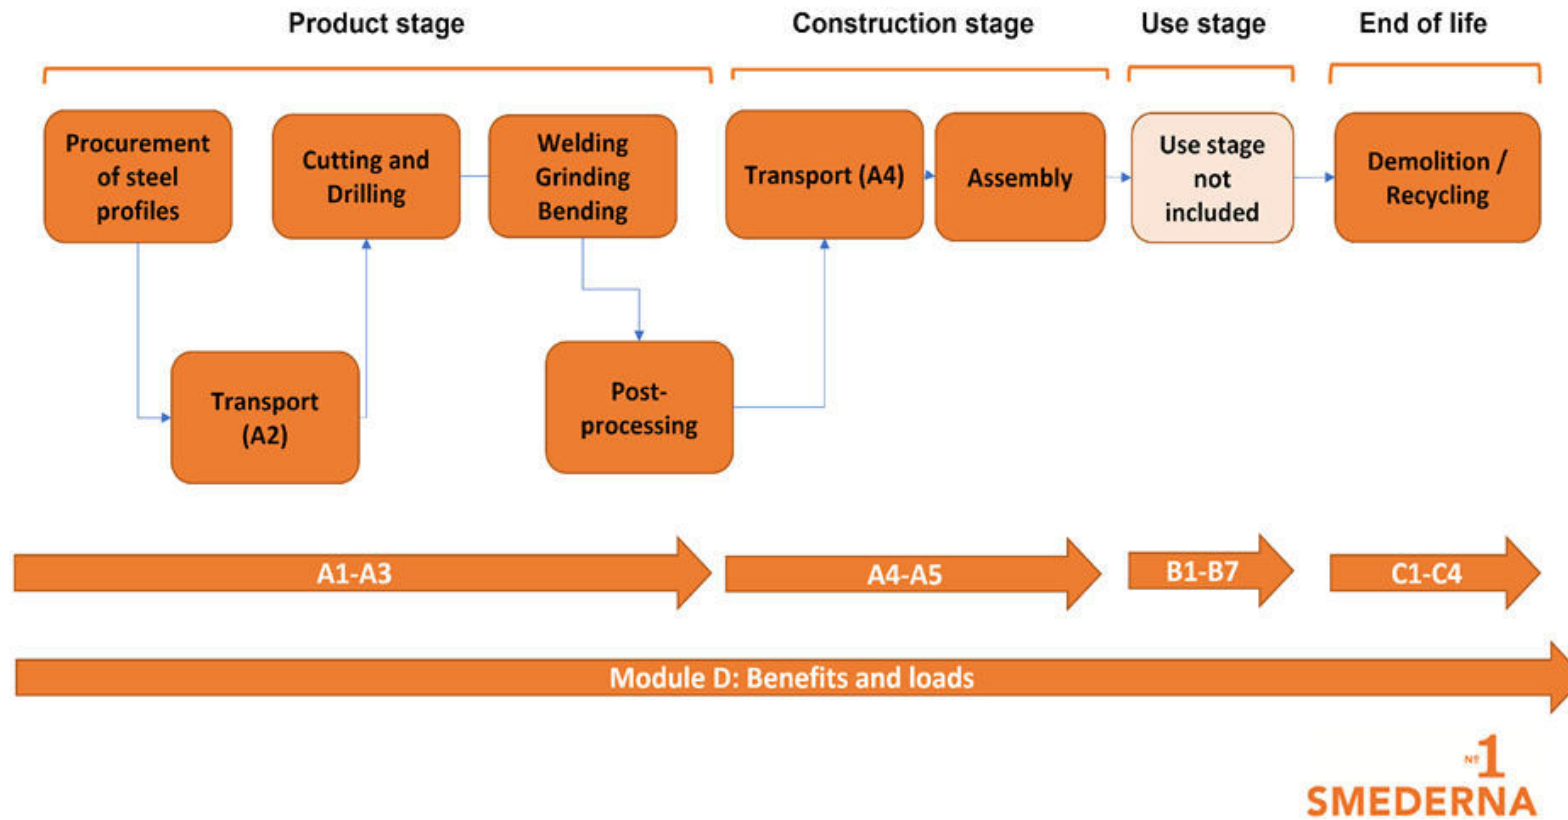 Product stage
Construction stage
Use stage
End of life
Procurement
of steel
profiles
Cutting and
Drilling
Welding
Grinding
Bending
Transport (A4)
Assembly
Use stage
not
included
Demolition /
Recycling
Transport
(A2)
Post-
processing
A1-A3
A4-A5
B1-B7
C1-C4
Module D: Benefits and loads
№1
SMEDERNA